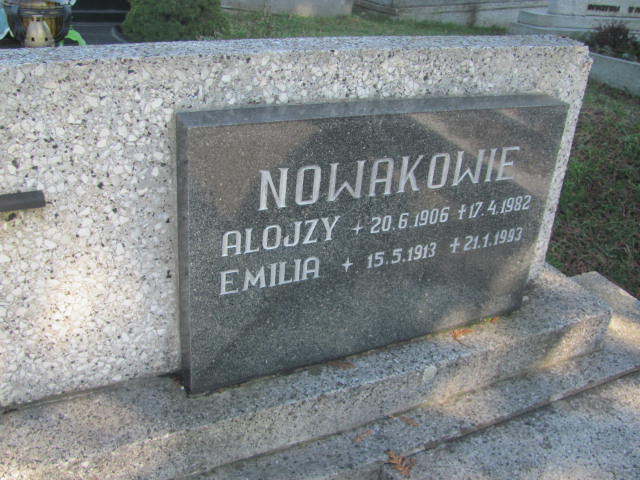 NOWAKOWIE
ALOJZY ⋆ 20.6.1906 ✝ 17.4.1982
EMILIA ⋆ 15.5.1913 ✝ 21.1.1993